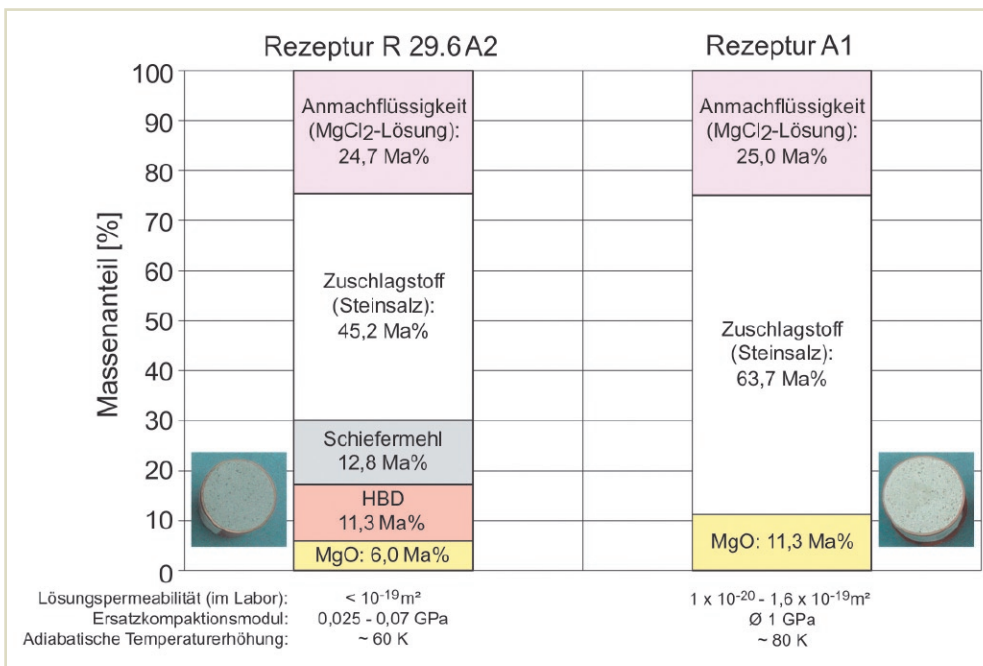 Rezeptur R 29.6 A2
Rezeptur A1
Massenanteil [%]
100
90
80
70
60
50
40
30
20
10
0
Anmachflüssigkeit
(MgCl2-Lösung):
24,7 Ma%
Zuschlagstoff
(Steinsalz):
45,2 Ma%
Schiefermehl
12,8 Ma%
HBD
11,3 Ma%
MgO: 6,0 Ma%
Anmachflüssigkeit
(MgCl2-Lösung):
25,0 Ma%
Zuschlagstoff
(Steinsalz):
63,7 Ma%
MgO: 11,3 Ma%
Lösungspermeabilität (im Labor): < 10⁻¹⁹m² 1 x 10⁻²⁰ - 1,6 x 10⁻¹⁹m²
Ersatzkompaktionsmodul: 0,025 - 0,07 GPa Ø 1 GPa
Adiabatische Temperaturerhöhung: ~ 60 K ~ 80 K